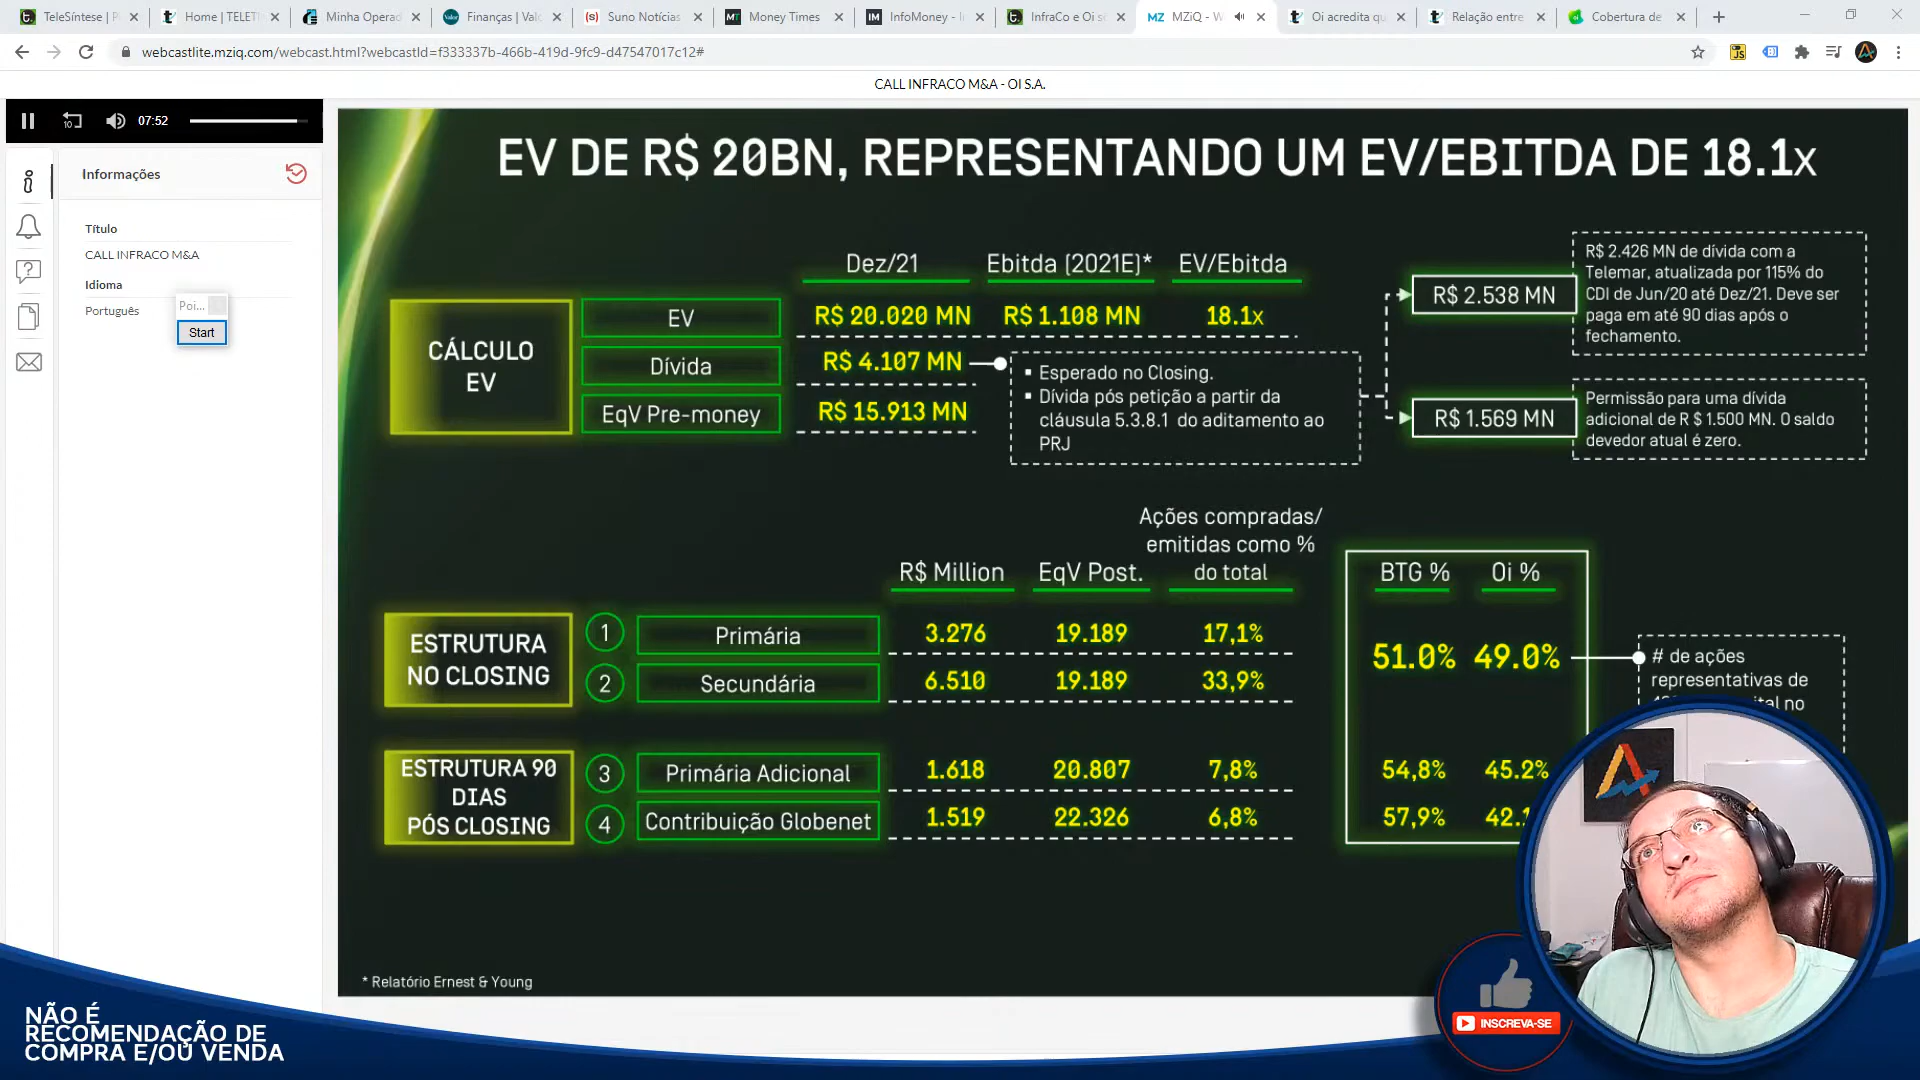 TeleSíntese | P
Home | TELETI
Minha Operad
Finanças | Valo
Suno Notícias
Money Times
InfoMoney - I
InfraCo e Oi s
MZiQ - W
Oi acredita qu
Relação entre
Cobertura de
webcastlite.mziq.com/webcast.html?webcastId=f333337b-466b-419d-9fc9-d47547017c12#
CALL INFRACO M&A - OI S.A.
10
07:52
Informações
Título
CALL INFRACO M&A
Idioma
Português
Poi...
Start
EV DE R$ 20BN, REPRESENTANDO UM EV/EBITDA DE 18.1x
Dez/21 Ebitda (2021E)* EV/Ebitda
CÁLCULO
EV
EV R$ 20.020 MN R$ 1.108 MN 18.1x
Dívida R$ 4.107 MN
EqV Pre-money R$ 15.913 MN
▪ Esperado no Closing.
▪ Dívida pós petição a partir da
cláusula 5.3.8.1 do aditamento ao
PRJ
R$ 2.538 MN
R$ 2.426 MN de dívida com a
Telemar, atualizada por 115% do
CDI de Jun/20 até Dez/21. Deve ser
paga em até 90 dias após o
fechamento.
R$ 1.569 MN
Permissão para uma dívida
adicional de R $ 1.500 MN. O saldo
devedor atual é zero.
Ações compradas/
emitidas como %
do total
R$ Million EqV Post.
BTG % Oi %
ESTRUTURA
NO CLOSING
1 Primária 3.276 19.189 17,1%
2 Secundária 6.510 19.189 33,9%
51.0% 49.0%
# de ações
representativas de
no
ESTRUTURA 90
DIAS
PÓS CLOSING
3 Primária Adicional 1.618 20.807 7,8% 54,8% 45.2%
4 Contribuição Globenet 1.519 22.326 6,8% 57,9% 42.1
* Relatório Ernest & Young
NÃO É
RECOMENDAÇÃO DE
COMPRA E/OU VENDA
INSCREVA-SE